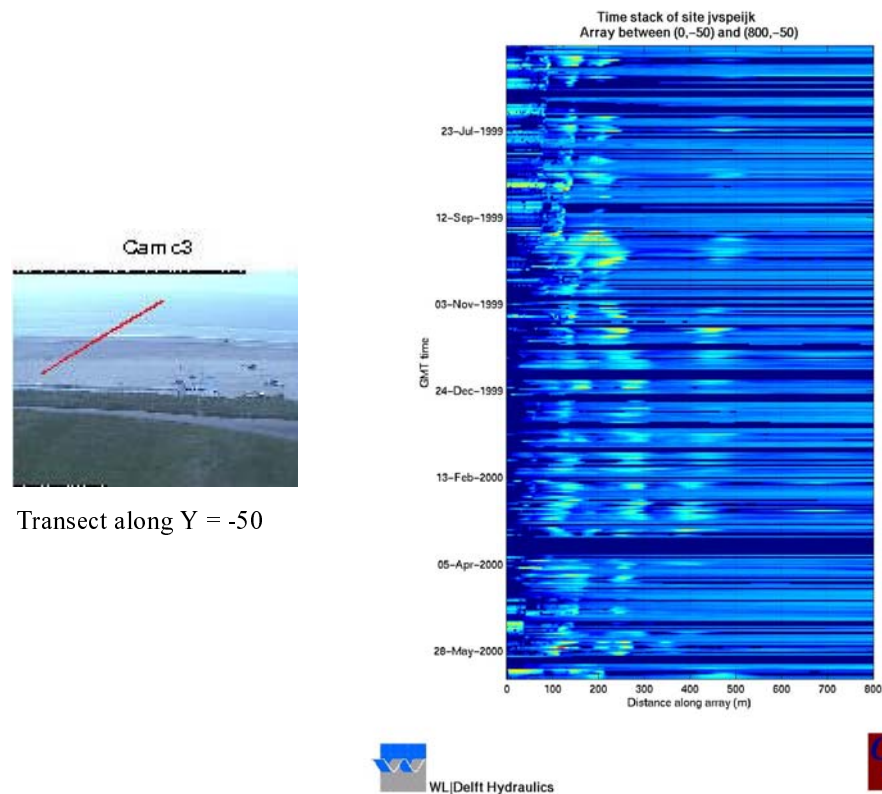 Time stack of site jvspeijk
Array between (0,−50) and (800,−50)
Cam c3
Transect along Y = -50
GMT time
23−Jul−1999
12−Sep−1999
03−Nov−1999
24−Dec−1999
13−Feb−2000
05−Apr−2000
28−May−2000
0 100 200 300 400 500 600 700 800
Distance along array (m)
WL|Delft Hydraulics